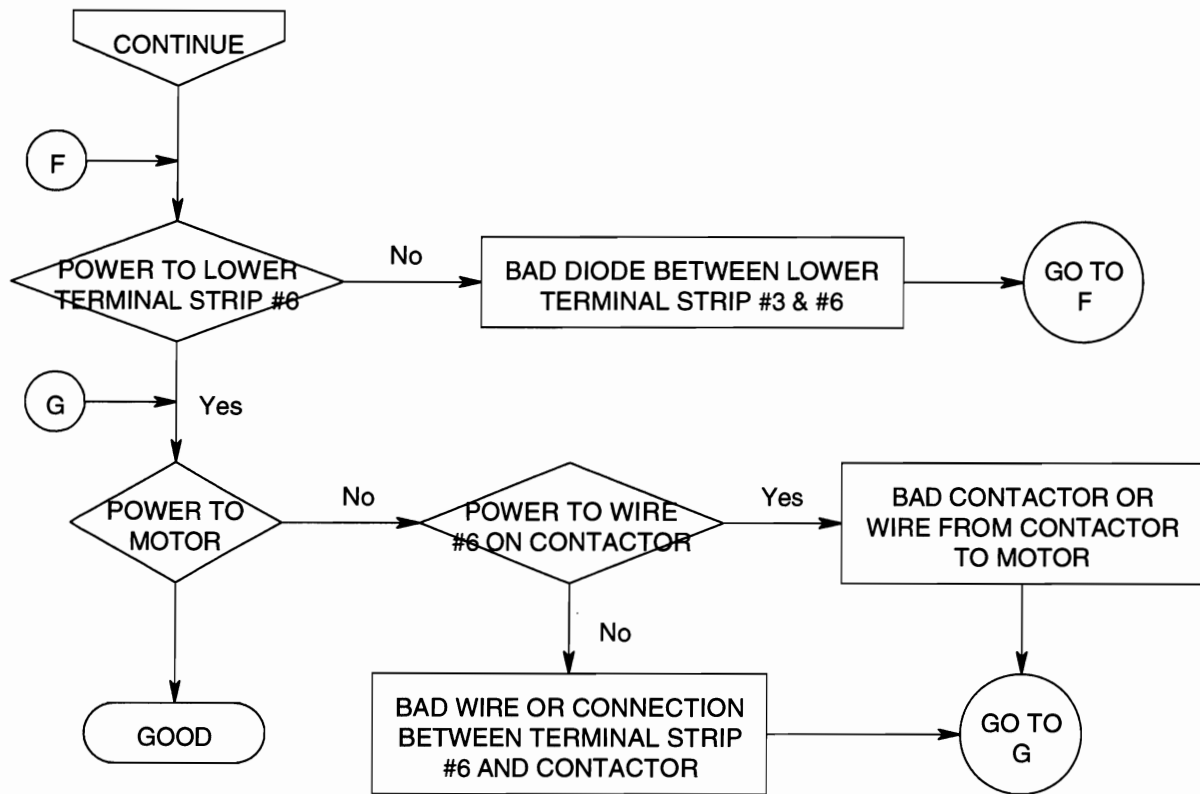 CONTINUE
F
POWER TO LOWER
TERMINAL STRIP #6
No
BAD DIODE BETWEEN LOWER
TERMINAL STRIP #3 & #6
GO TO
F
G
Yes
POWER TO
MOTOR
No
POWER TO WIRE
#6 ON CONTACTOR
Yes
BAD CONTACTOR OR
WIRE FROM CONTACTOR
TO MOTOR
No
GOOD
BAD WIRE OR CONNECTION
BETWEEN TERMINAL STRIP
#6 AND CONTACTOR
GO TO
G